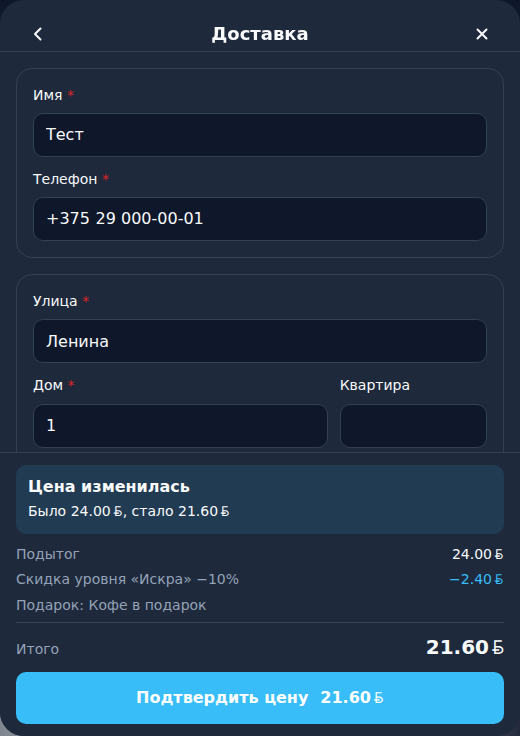 Доставка
Имя *
Тест
Телефон *
+375 29 000-00-01
Улица *
Ленина
Дом *
Квартира
1
Цена изменилась
Было 24.00 Ƃ, стало 21.60 Ƃ
Подытог
24.00 Ƃ
Скидка уровня «Искра» −10%
−2.40 Ƃ
Подарок: Кофе в подарок
Итого
21.60 Ƃ
Подтвердить цену 21.60 Ƃ